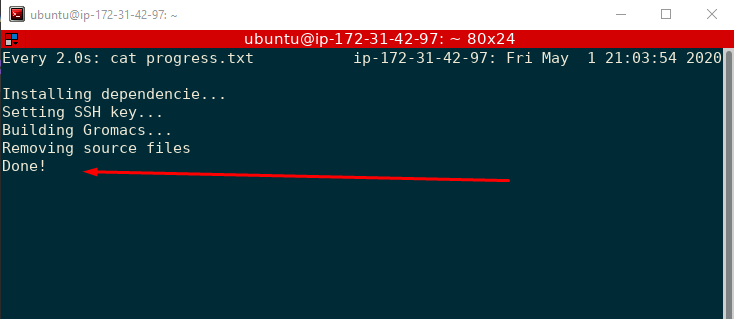 ubuntu@ip-172-31-42-97: ~
ubuntu@ip-172-31-42-97: ~ 80x24
Every 2.0s: cat progress.txt ip-172-31-42-97: Fri May  1 21:03:54 2020
Installing dependencie...
Setting SSH key...
Building Gromacs...
Removing source files
Done!